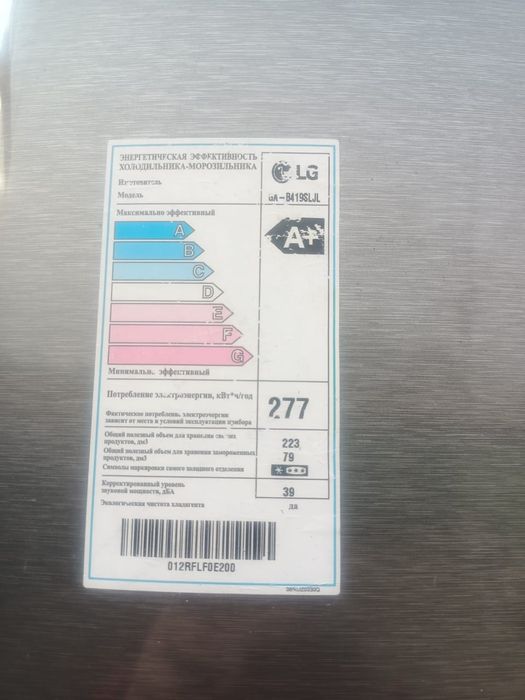 ЭНЕРГЕТИЧЕСКАЯ ЭФФЕКТИВНОСТЬ
ХОЛОДИЛЬНИКА-МОРОЗИЛЬНИКА
LG
Изготовитель
Модель
GA-B419SLJL
Максимально эффективный
A
A+
B
C
D
E
F
G
Минимально эффективный
Потребление электроэнергии, кВт*ч/год
277
Фактическое потребление электроэнергии
зависит от места и условий эксплуатации прибора
Общий полезный объем для хранения свежих
продуктов, дм3
223
Общий полезный объем для хранения замороженных
продуктов, дм3
79
Символы маркировки самого холодного отделения
Корректированный уровень
звуковой мощности, дБА
39
Экологическая чистота хладагента
да
012RFLF0E200